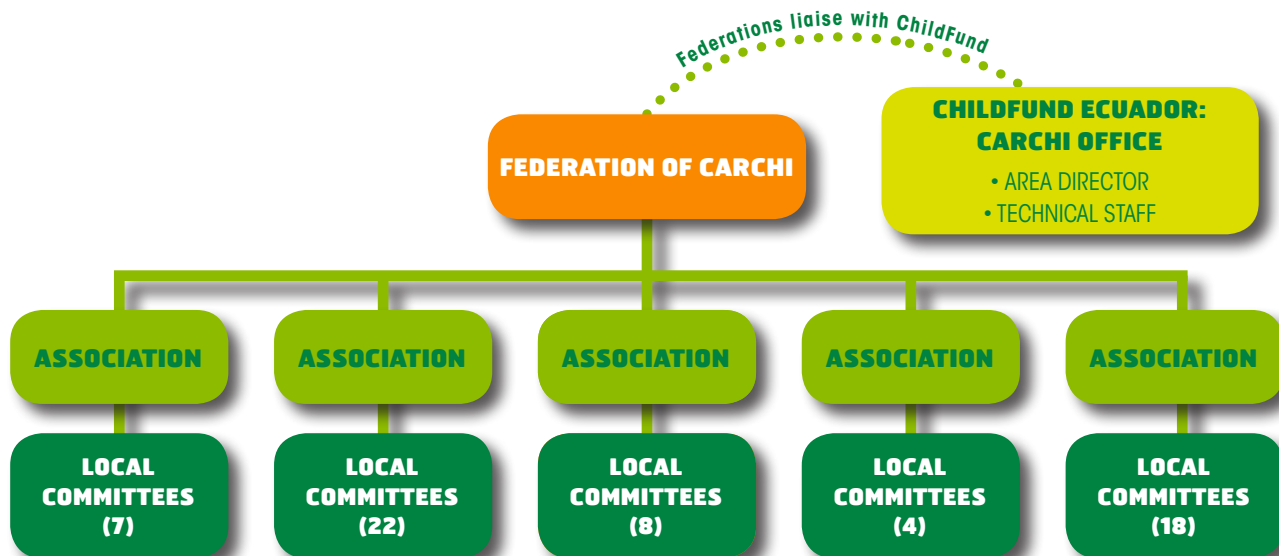 Federations liaise with ChildFund
CHILDFUND ECUADOR:
CARCHI OFFICE
• AREA DIRECTOR
• TECHNICAL STAFF
FEDERATION OF CARCHI
ASSOCIATION
ASSOCIATION
ASSOCIATION
ASSOCIATION
ASSOCIATION
LOCAL
COMMITTEES
(7)
LOCAL
COMMITTEES
(22)
LOCAL
COMMITTEES
(8)
LOCAL
COMMITTEES
(4)
LOCAL
COMMITTEES
(18)